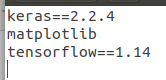 keras==2.2.4
matplotlib
tensorflow==1.14